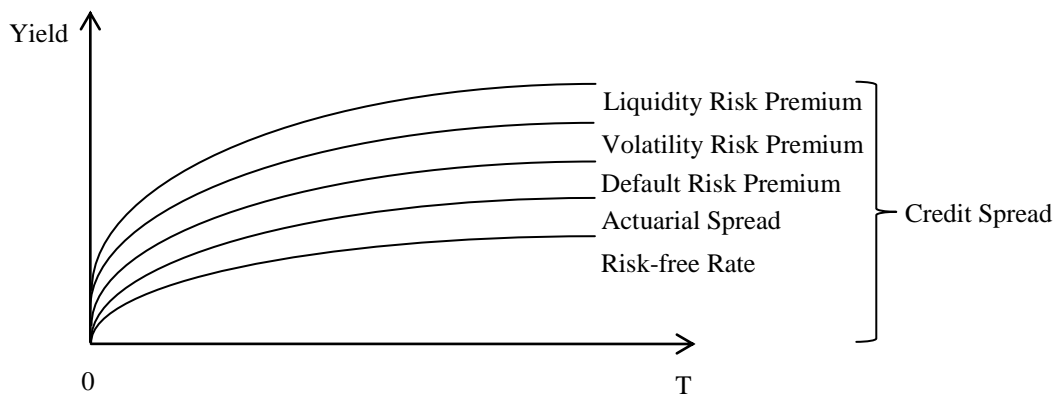 Yield
Liquidity Risk Premium
Volatility Risk Premium
Default Risk Premium
Actuarial Spread
Credit Spread
Risk-free Rate
0
T